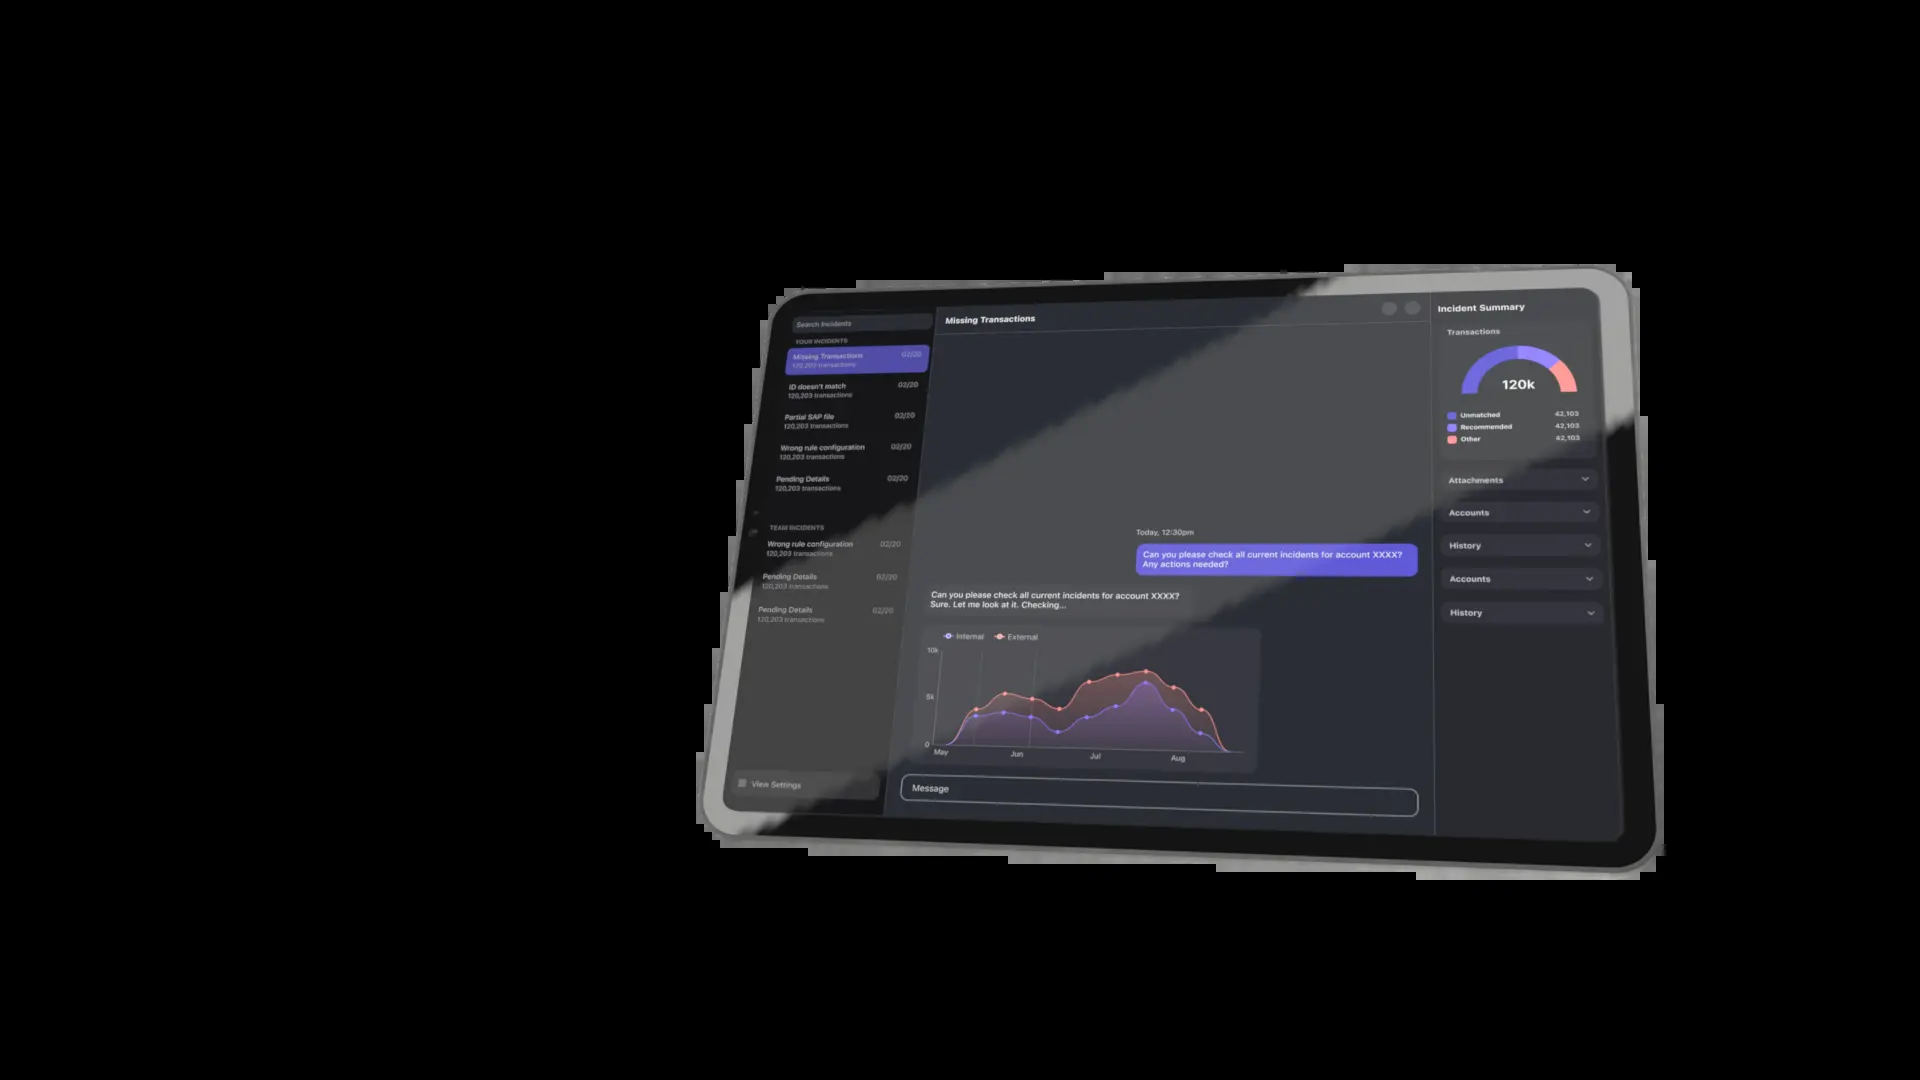 Search Incidents
YOUR INCIDENTS
Missing Transactions 02/20
120,203 transactions
ID doesn't match 02/20
120,203 transactions
Partial SAP file 02/20
120,203 transactions
Wrong rule configuration 02/20
120,203 transactions
Pending Details 02/20
120,203 transactions
TEAM INCIDENTS
Wrong rule configuration 02/20
120,203 transactions
Pending Details 02/20
120,203 transactions
Pending Details 02/20
120,203 transactions
View Settings
Missing Transactions
Today, 12:30pm
Can you please check all current incidents for account XXXX?
Any actions needed?
Can you please check all current incidents for account XXXX?
Sure. Let me look at it. Checking...
Internal External
10k
5k
0
May Jun Jul Aug
Message
Incident Summary
Transactions
120k
Unmatched 42,103
Recommended 42,103
Other 42,103
Attachments
Accounts
History
Accounts
History